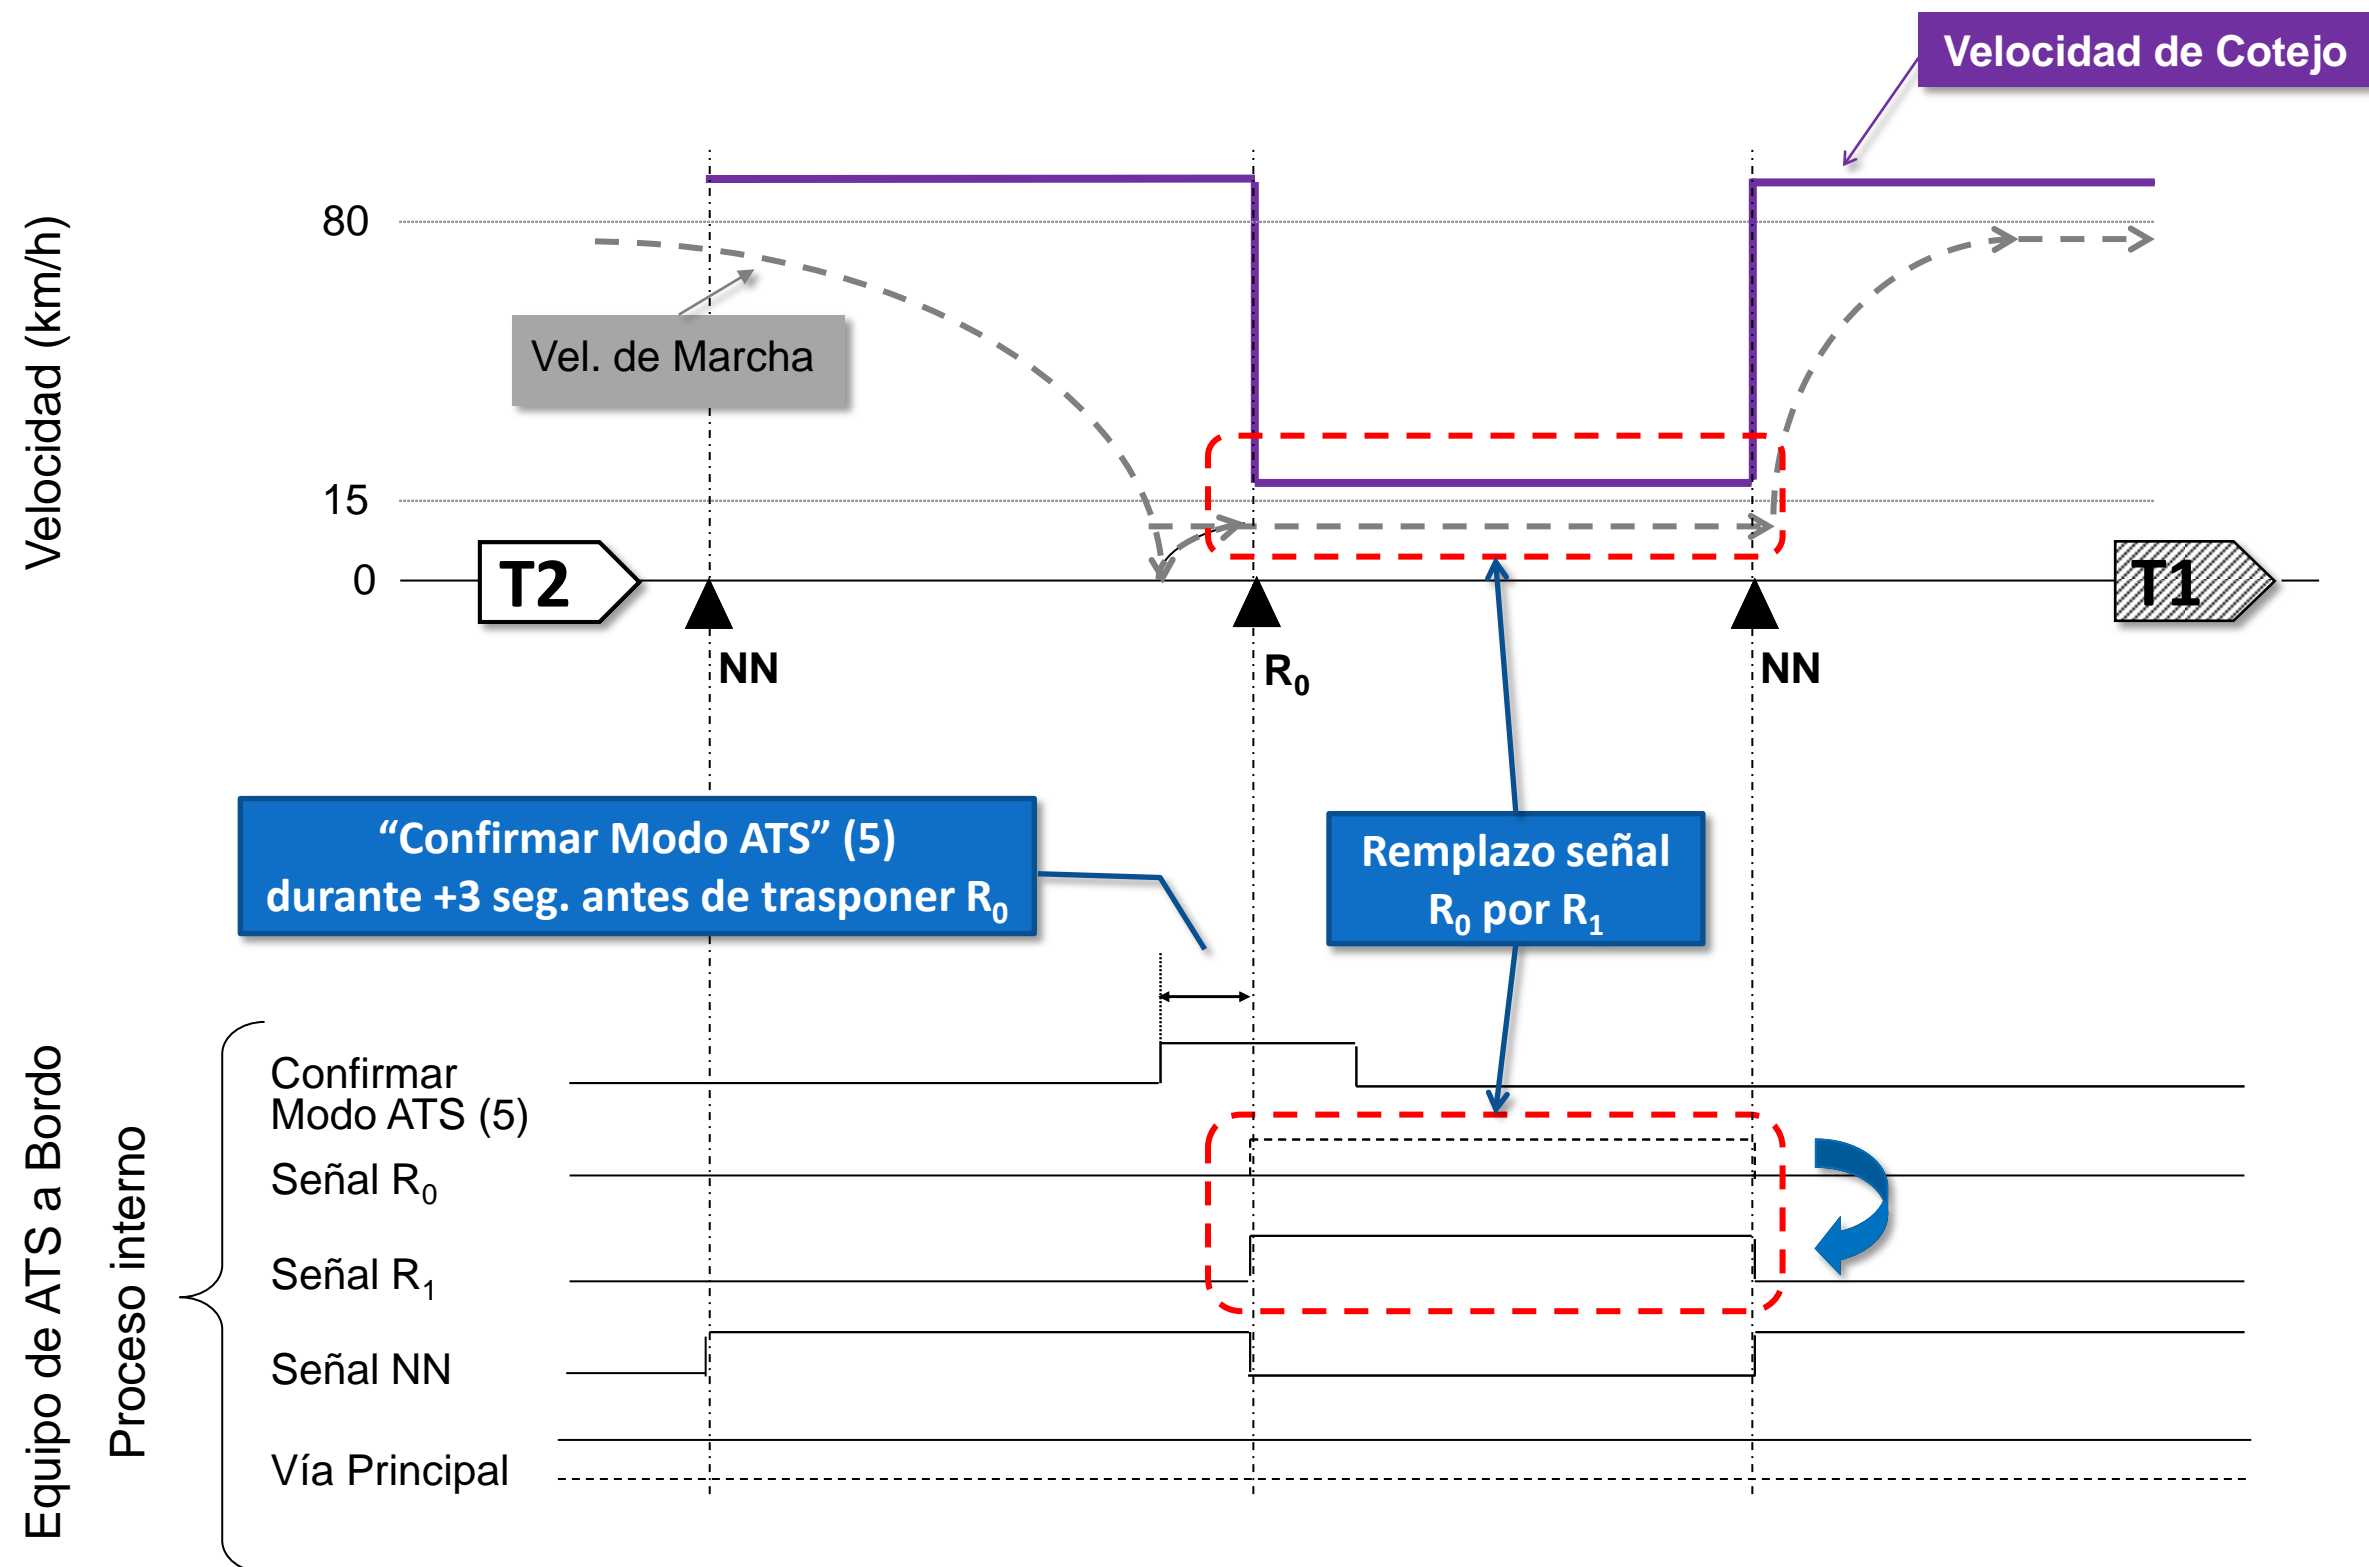 Velocidad de Cotejo
Velocidad (km/h)
80
Vel. de Marcha
15
0
T2
T1
NN
R₀
NN
“Confirmar Modo ATS” (5)
durante +3 seg. antes de trasponer R₀
Remplazo señal
R₀ por R₁
Equipo de ATS a Bordo
Proceso interno
Confirmar
Modo ATS (5)
Señal R₀
Señal R₁
Señal NN
Vía Principal